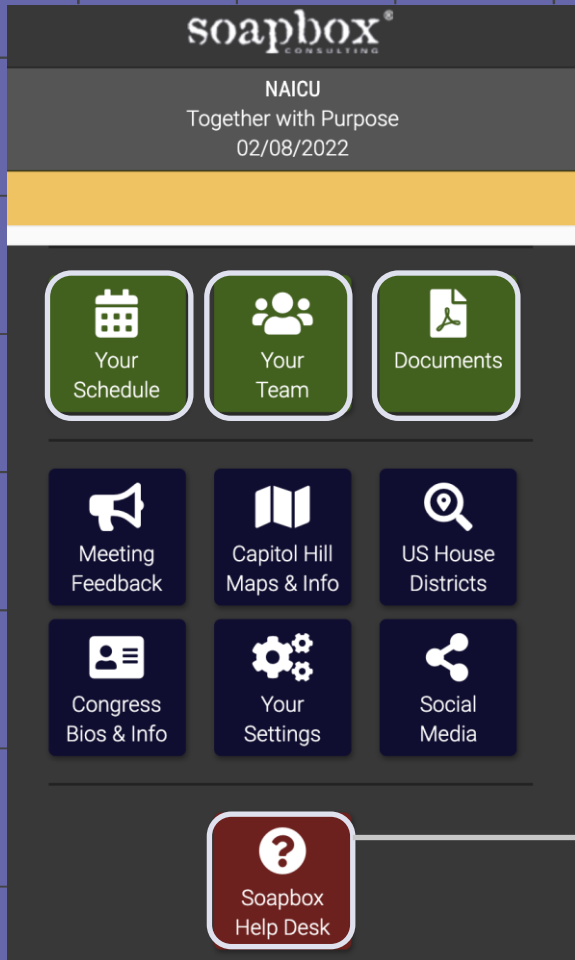 soapbox®
CONSULTING
NAICU
Together with Purpose
02/08/2022
Your
Schedule
Your
Team
Documents
Meeting
Feedback
Capitol Hill
Maps & Info
US House
Districts
Congress
Bios & Info
Your
Settings
Social
Media
?
Soapbox
Help Desk